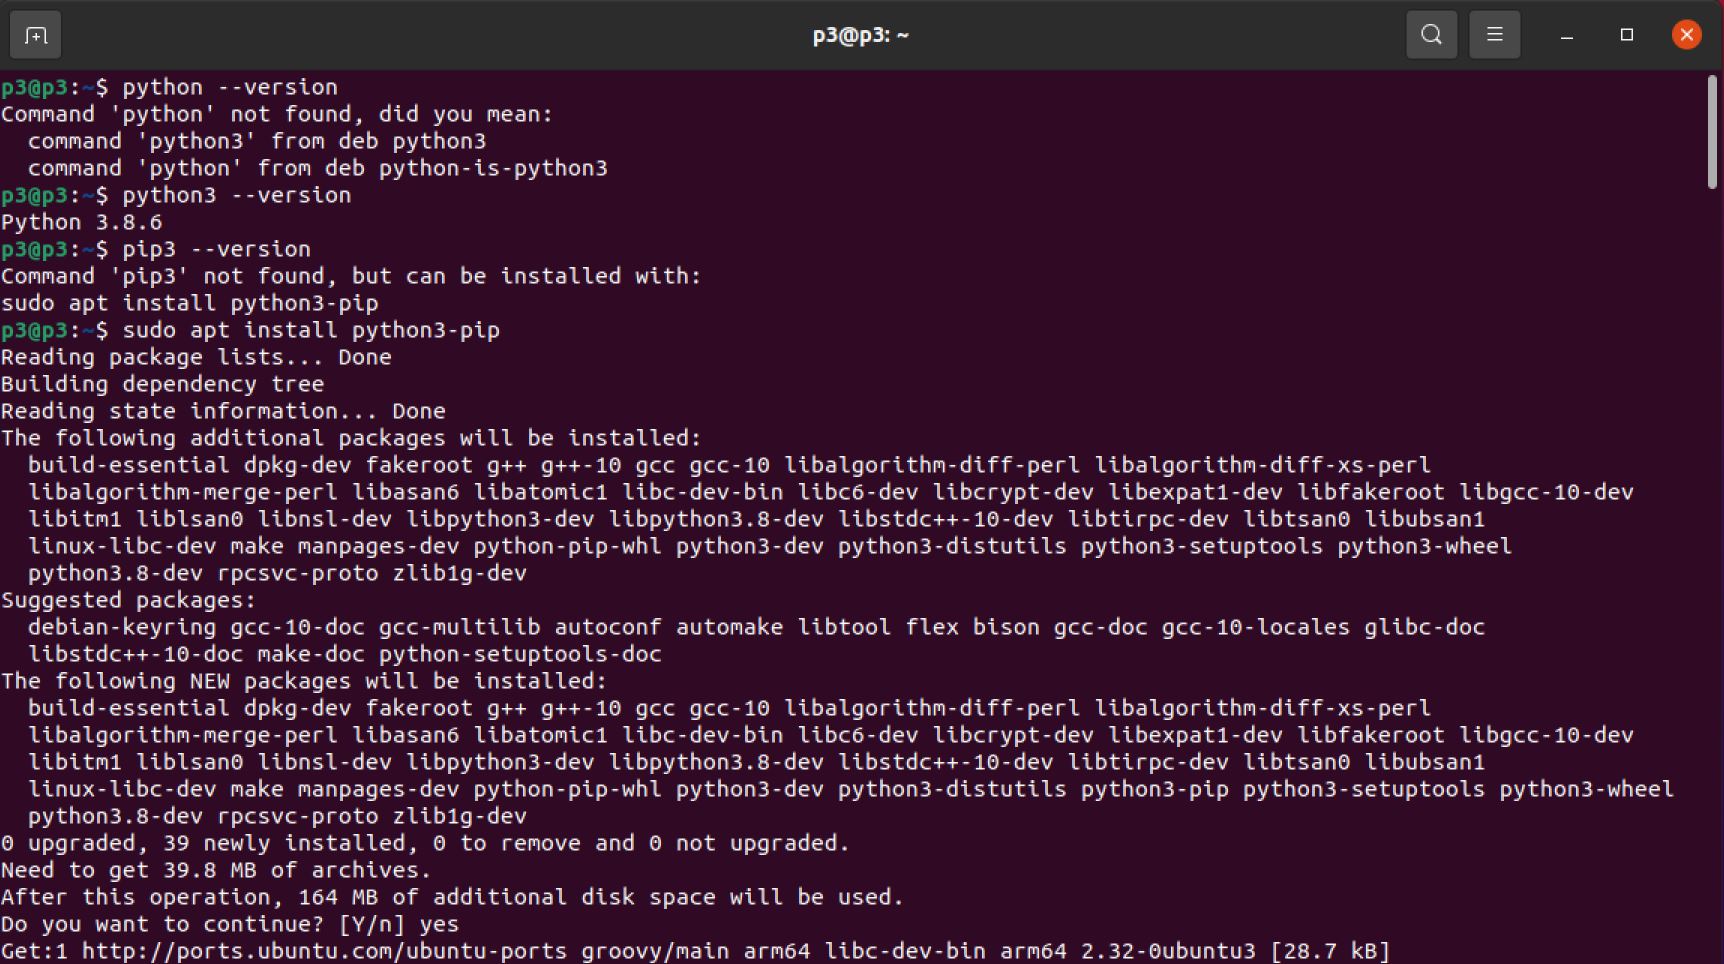 p3@p3: ~
p3@p3:~$ python --version
Command 'python' not found, did you mean:
  command 'python3' from deb python3
  command 'python' from deb python-is-python3
p3@p3:~$ python3 --version
Python 3.8.6
p3@p3:~$ pip3 --version
Command 'pip3' not found, but can be installed with:
sudo apt install python3-pip
p3@p3:~$ sudo apt install python3-pip
Reading package lists... Done
Building dependency tree
Reading state information... Done
The following additional packages will be installed:
  build-essential dpkg-dev fakeroot g++ g++-10 gcc gcc-10 libalgorithm-diff-perl libalgorithm-diff-xs-perl
  libalgorithm-merge-perl libasan6 libatomic1 libc-dev-bin libc6-dev libcrypt-dev libexpat1-dev libfakeroot libgcc-10-dev
  libitm1 liblsan0 libnsl-dev libpython3-dev libpython3.8-dev libstdc++-10-dev libtirpc-dev libtsan0 libubsan1
  linux-libc-dev make manpages-dev python-pip-whl python3-dev python3-distutils python3-setuptools python3-wheel
  python3.8-dev rpcsvc-proto zlib1g-dev
Suggested packages:
  debian-keyring gcc-10-doc gcc-multilib autoconf automake libtool flex bison gcc-doc gcc-10-locales glibc-doc
  libstdc++-10-doc make-doc python-setuptools-doc
The following NEW packages will be installed:
  build-essential dpkg-dev fakeroot g++ g++-10 gcc gcc-10 libalgorithm-diff-perl libalgorithm-diff-xs-perl
  libalgorithm-merge-perl libasan6 libatomic1 libc-dev-bin libc6-dev libcrypt-dev libexpat1-dev libfakeroot libgcc-10-dev
  libitm1 liblsan0 libnsl-dev libpython3-dev libpython3.8-dev libstdc++-10-dev libtirpc-dev libtsan0 libubsan1
  linux-libc-dev make manpages-dev python-pip-whl python3-dev python3-distutils python3-pip python3-setuptools python3-wheel
  python3.8-dev rpcsvc-proto zlib1g-dev
0 upgraded, 39 newly installed, 0 to remove and 0 not upgraded.
Need to get 39.8 MB of archives.
After this operation, 164 MB of additional disk space will be used.
Do you want to continue? [Y/n] yes
Get:1 http://ports.ubuntu.com/ubuntu-ports groovy/main arm64 libc-dev-bin arm64 2.32-0ubuntu3 [28.7 kB]